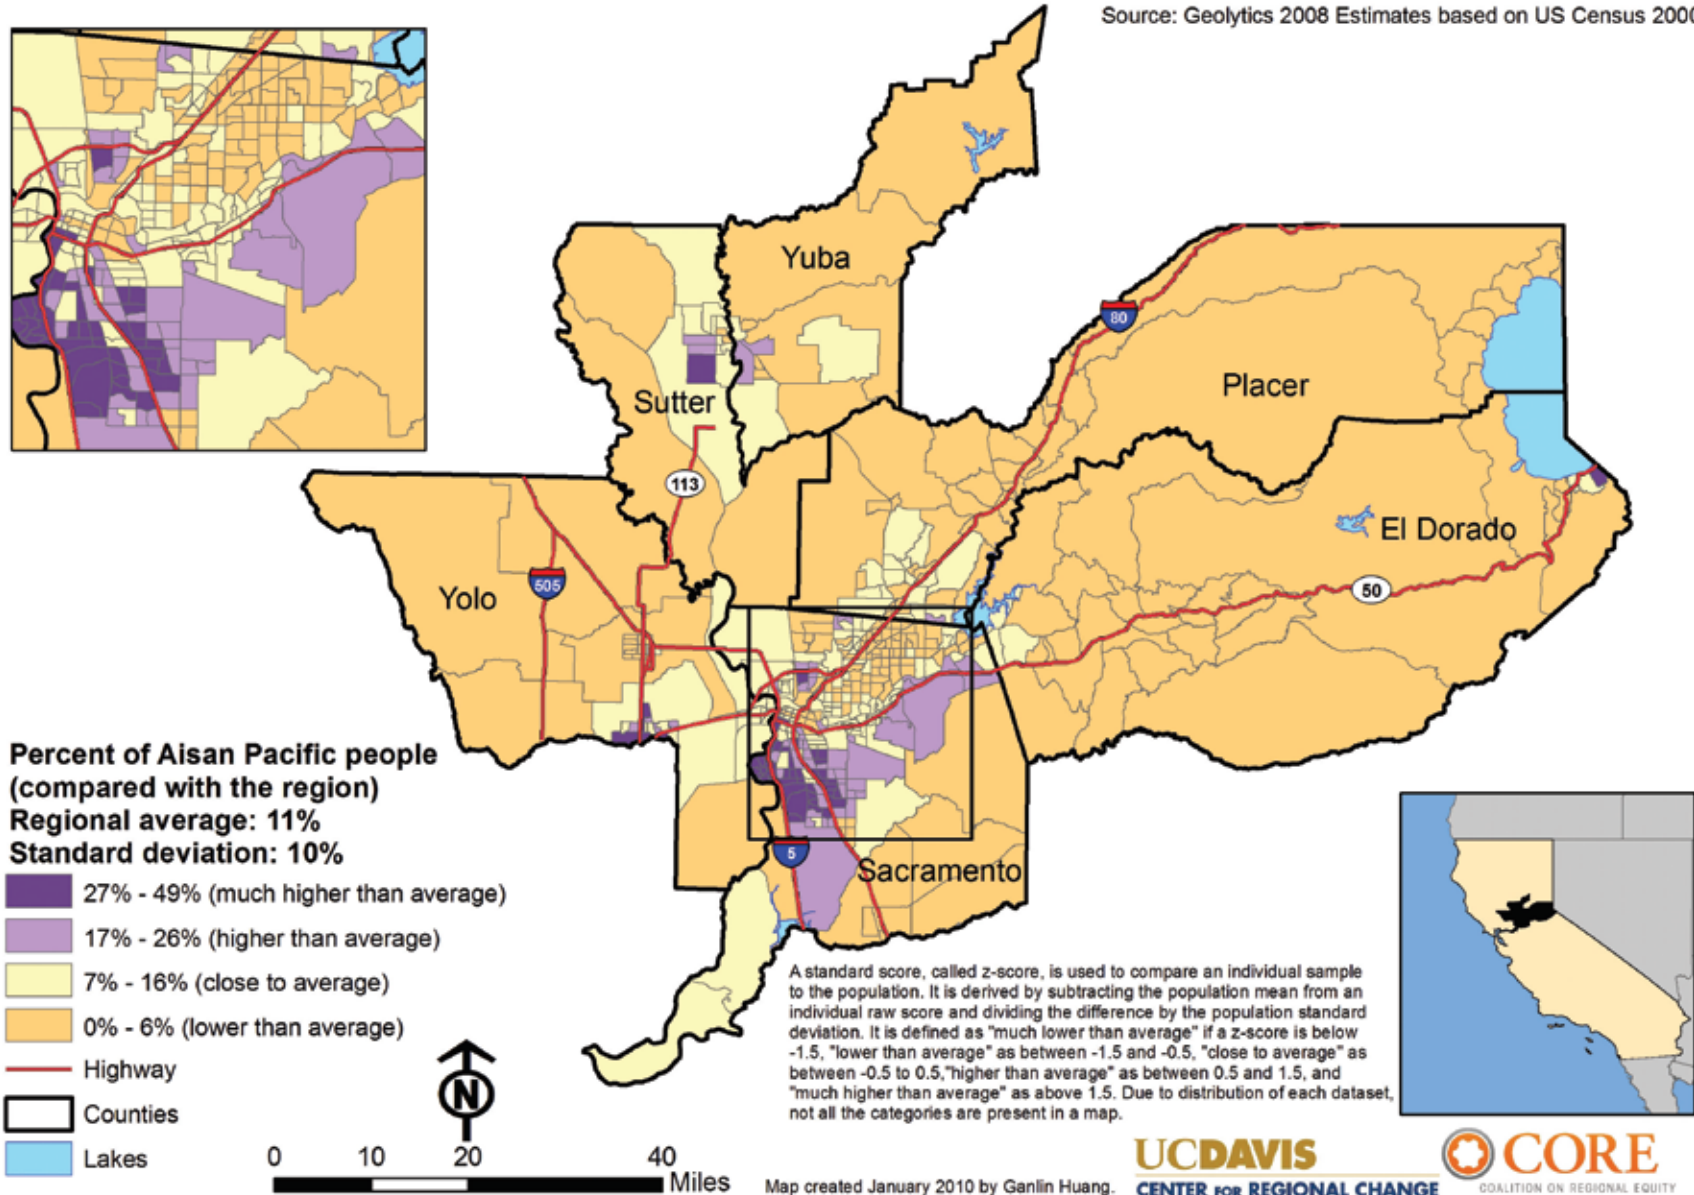 Source: Geolytics 2008 Estimates based on US Census 2000
Yuba
80
Placer
Sutter
113
El Dorado
Yolo
505
50
5
Sacramento
Percent of Aisan Pacific people
(compared with the region)
Regional average: 11%
Standard deviation: 10%
27% - 49% (much higher than average)
17% - 26% (higher than average)
7% - 16% (close to average)
0% - 6% (lower than average)
Highway
Counties
Lakes
N
0 10 20 40
Miles
A standard score, called z-score, is used to compare an individual sample
to the population. It is derived by subtracting the population mean from an
individual raw score and dividing the difference by the population standard
deviation. It is defined as "much lower than average" if a z-score is below
-1.5, "lower than average" as between -1.5 and -0.5, "close to average" as
between -0.5 to 0.5,"higher than average" as between 0.5 and 1.5, and
"much higher than average" as above 1.5. Due to distribution of each dataset,
not all the categories are present in a map.
Map created January 2010 by Ganlin Huang.
UCDAVIS
CENTER FOR REGIONAL CHANGE
CORE
COALITION ON REGIONAL EQUITY